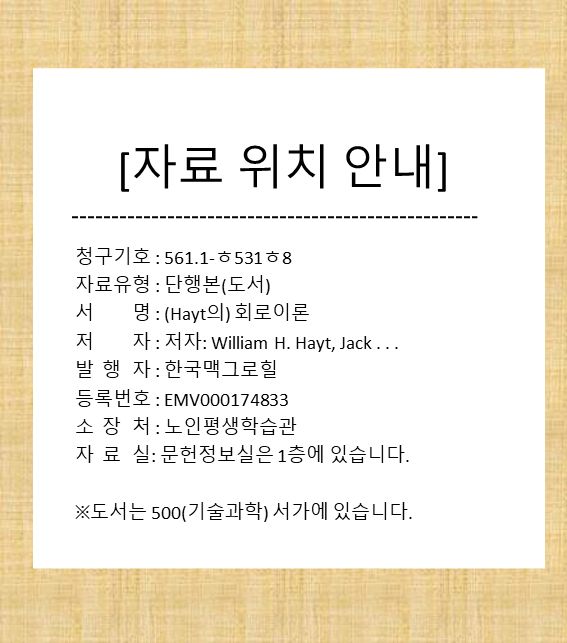 [자료 위치 안내]
--------------------------------------------------
청구기호 : 561.1-ㅎ531ㅎ8
자료유형 : 단행본(도서)
서 명 : (Hayt의) 회로이론
저 자 : 저자: William H. Hayt, Jack . . .
발 행 자 : 한국맥그로힐
등록번호 : EMV000174833
소 장 처 : 노인평생학습관
자 료 실: 문헌정보실은 1층에 있습니다.
※도서는 500(기술과학) 서가에 있습니다.